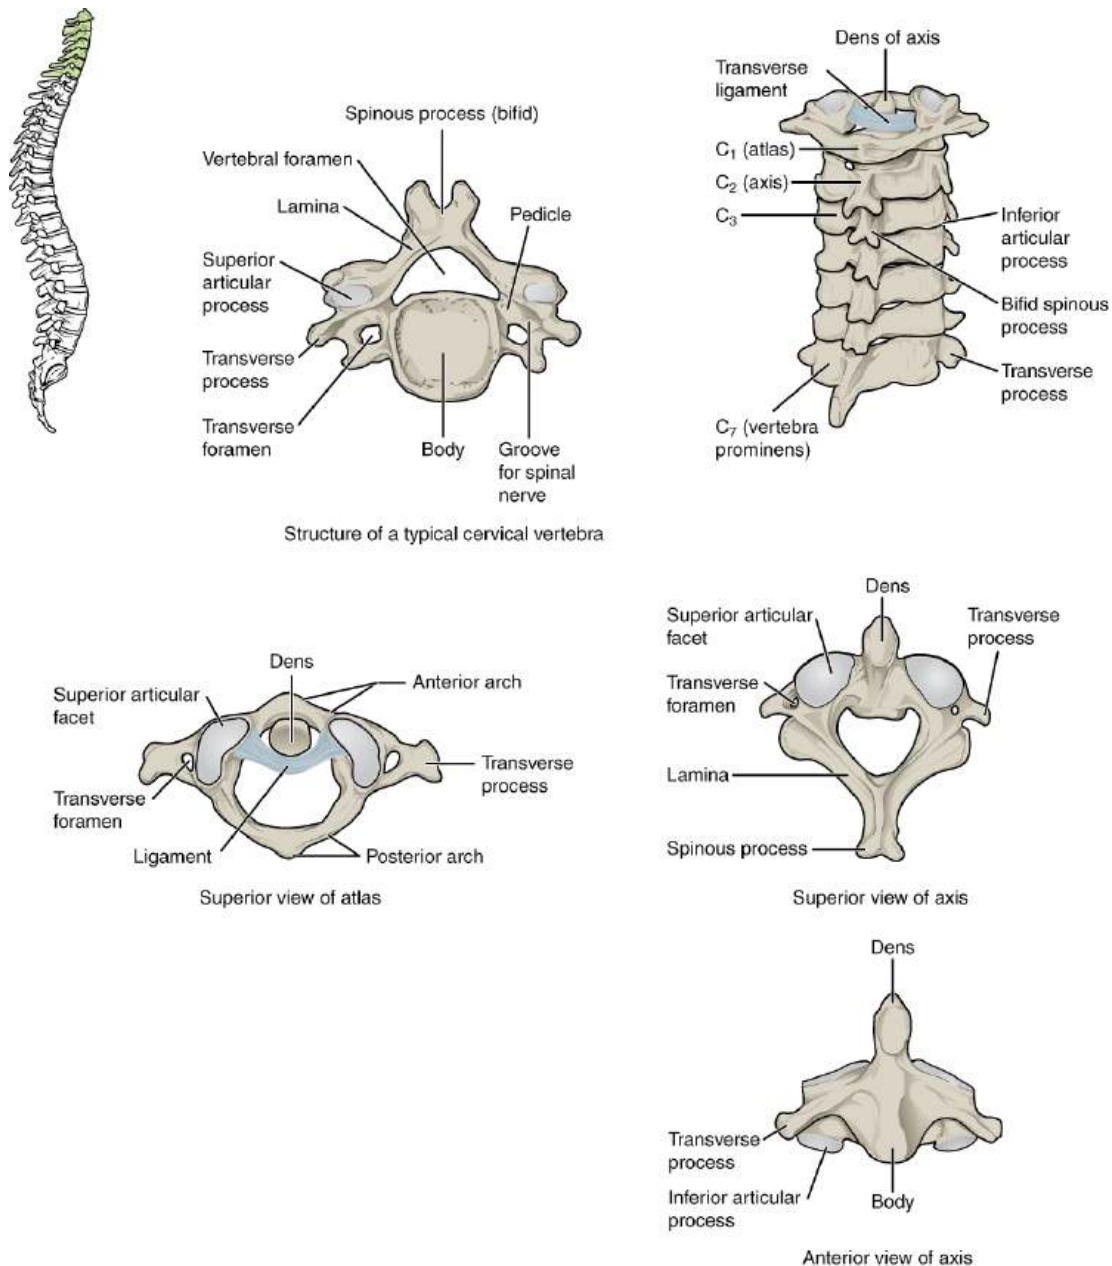 Spinous process (bifid)
Vertebral foramen
Lamina
Pedicle
Superior
articular
process
Transverse
process
Transverse
foramen
Body
Groove
for spinal
nerve
Structure of a typical cervical vertebra
Dens of axis
Transverse
ligament
C₁ (atlas)
C₂ (axis)
C₃
Inferior
articular
process
Bifid spinous
process
Transverse
process
C₇ (vertebra
prominens)
Dens
Anterior arch
Superior articular
facet
Transverse
process
Transverse
foramen
Ligament
Posterior arch
Superior view of atlas
Dens
Superior articular
facet
Transverse
process
Transverse
foramen
Lamina
Spinous process
Superior view of axis
Dens
Transverse
process
Inferior articular
process
Body
Anterior view of axis